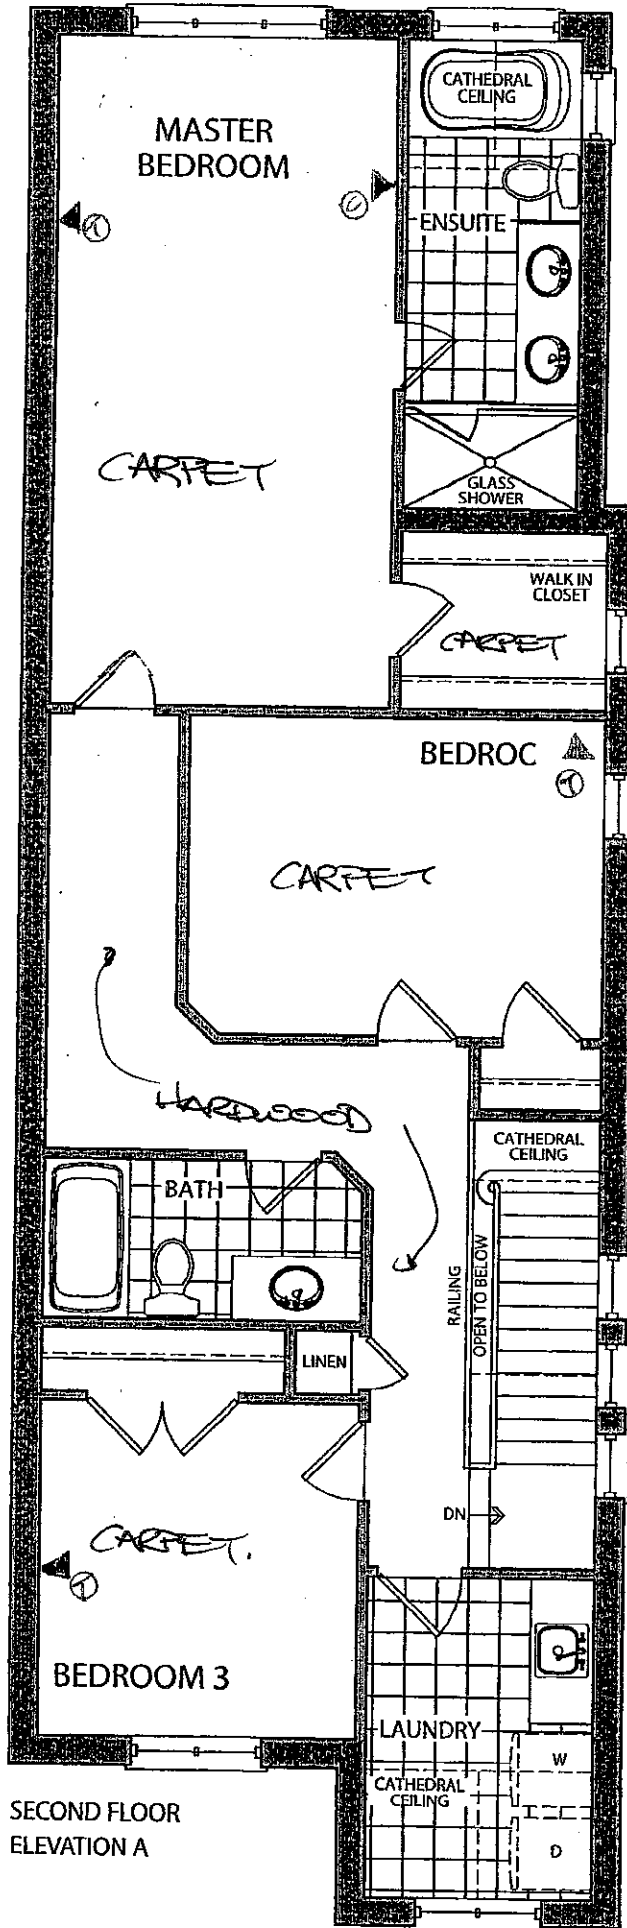 MASTER
BEDROOM
CATHEDRAL
CEILING
ENSUITE
CARPET
GLASS
SHOWER
WALK IN
CLOSET
CARPET
BEDROC
CARPET
HARDWOOD
CATHEDRAL
CEILING
BATH
RAILING
OPEN TO BELOW
LINEN
DN
CARPET.
BEDROOM 3
LAUNDRY
W
CATHEDRAL
CEILING
D
SECOND FLOOR
ELEVATION A